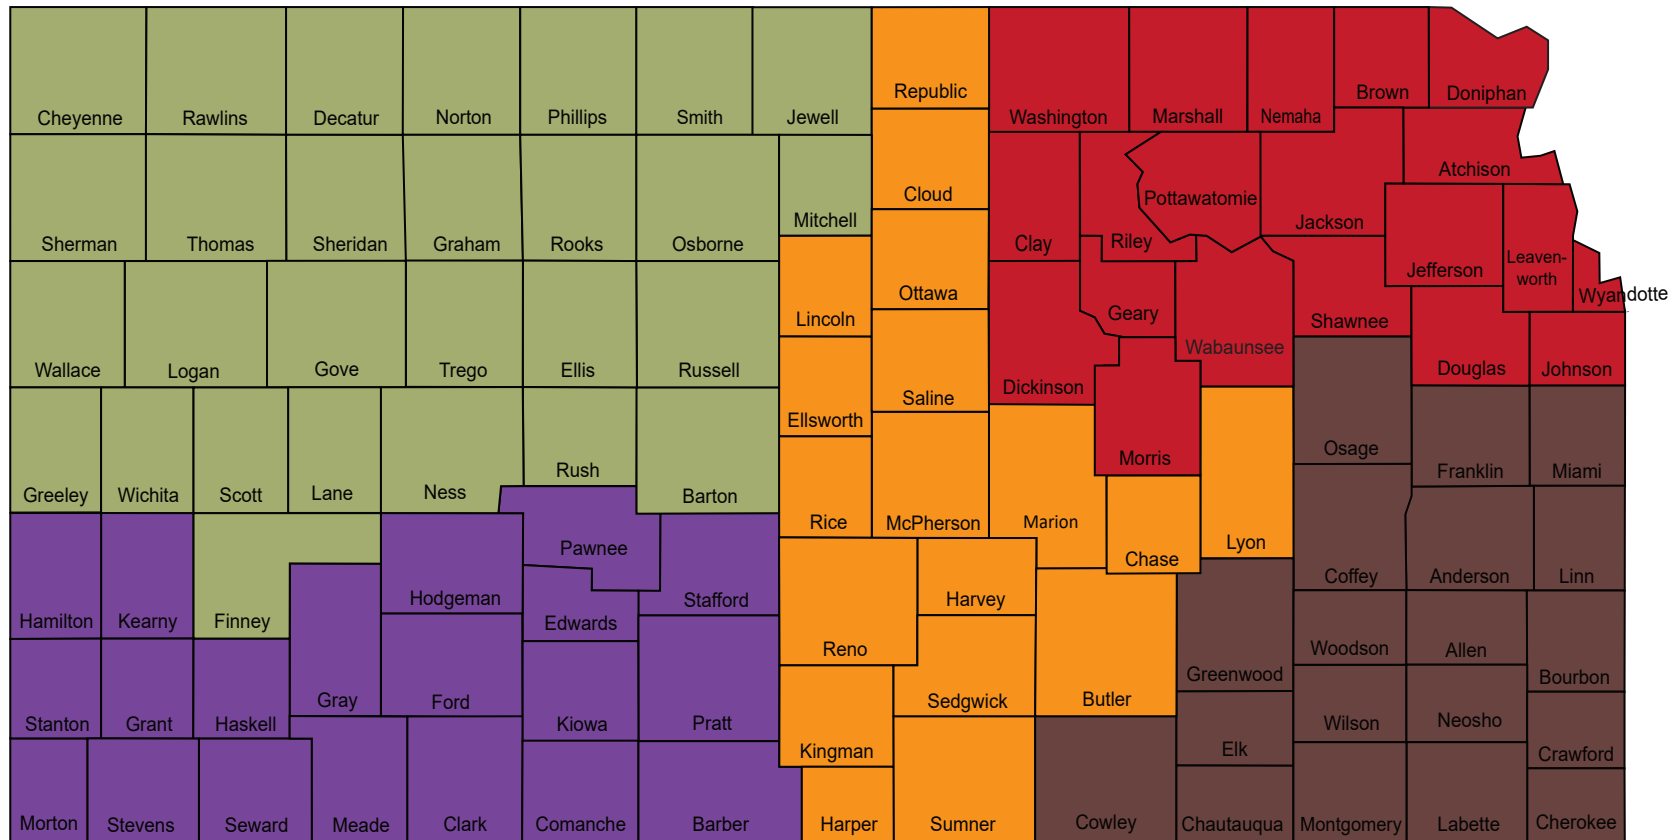 Cheyenne
Rawlins
Decatur
Norton
Phillips
Smith
Jewell
Republic
Washington
Marshall
Nemaha
Brown
Doniphan
Sherman
Thomas
Sheridan
Graham
Rooks
Osborne
Mitchell
Cloud
Clay
Riley
Pottawatomie
Jackson
Atchison
Jefferson
Leaven-
worth
Wyandotte
Wallace
Logan
Gove
Trego
Ellis
Russell
Lincoln
Ottawa
Saline
Dickinson
Geary
Wabaunsee
Shawnee
Douglas
Johnson
Greeley
Wichita
Scott
Lane
Ness
Rush
Barton
Ellsworth
Rice
McPherson
Marion
Morris
Chase
Lyon
Osage
Franklin
Miami
Hamilton
Kearny
Finney
Hodgeman
Pawnee
Edwards
Stafford
Reno
Harvey
Coffey
Anderson
Linn
Stanton
Grant
Haskell
Gray
Ford
Kiowa
Pratt
Kingman
Sedgwick
Butler
Greenwood
Woodson
Allen
Bourbon
Wilson
Neosho
Crawford
Elk
Morton
Stevens
Seward
Meade
Clark
Comanche
Barber
Harper
Sumner
Cowley
Chautauqua
Montgomery
Labette
Cherokee